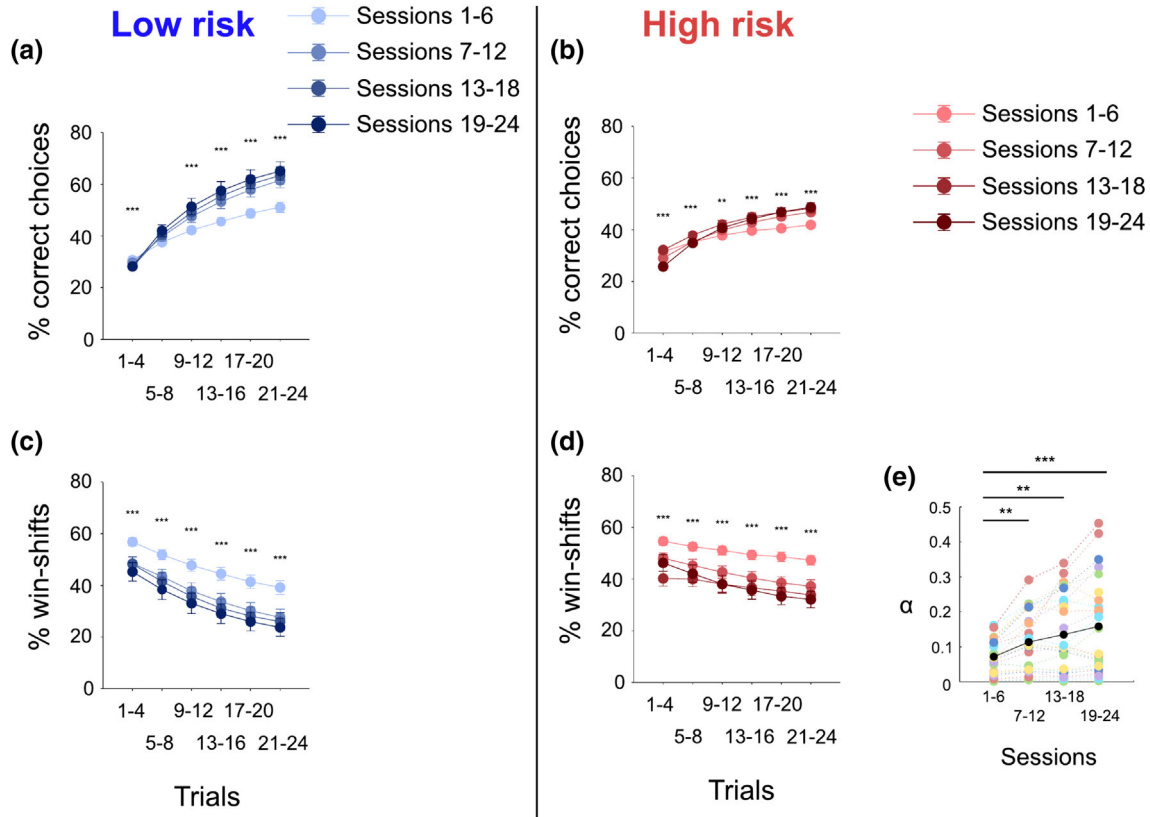 Low risk
(a)
Sessions 1-6
Sessions 7-12
Sessions 13-18
Sessions 19-24
% correct choices
80
60
40
20
0
*** *** *** *** ***
1-4 9-12 17-20
5-8 13-16 21-24
High risk
(b)
Sessions 1-6
Sessions 7-12
Sessions 13-18
Sessions 19-24
% correct choices
80
60
40
20
0
*** *** ** *** *** ***
1-4 9-12 17-20
5-8 13-16 21-24
(c)
% win-shifts
80
60
40
20
0
*** *** *** *** *** ***
1-4 9-12 17-20
5-8 13-16 21-24
Trials
(d)
% win-shifts
80
60
40
20
0
*** *** *** *** *** ***
1-4 9-12 17-20
5-8 13-16 21-24
Trials
(e)
***
**
**
α
0.5
0.4
0.3
0.2
0.1
0
1-6 13-18
7-12 19-24
Sessions